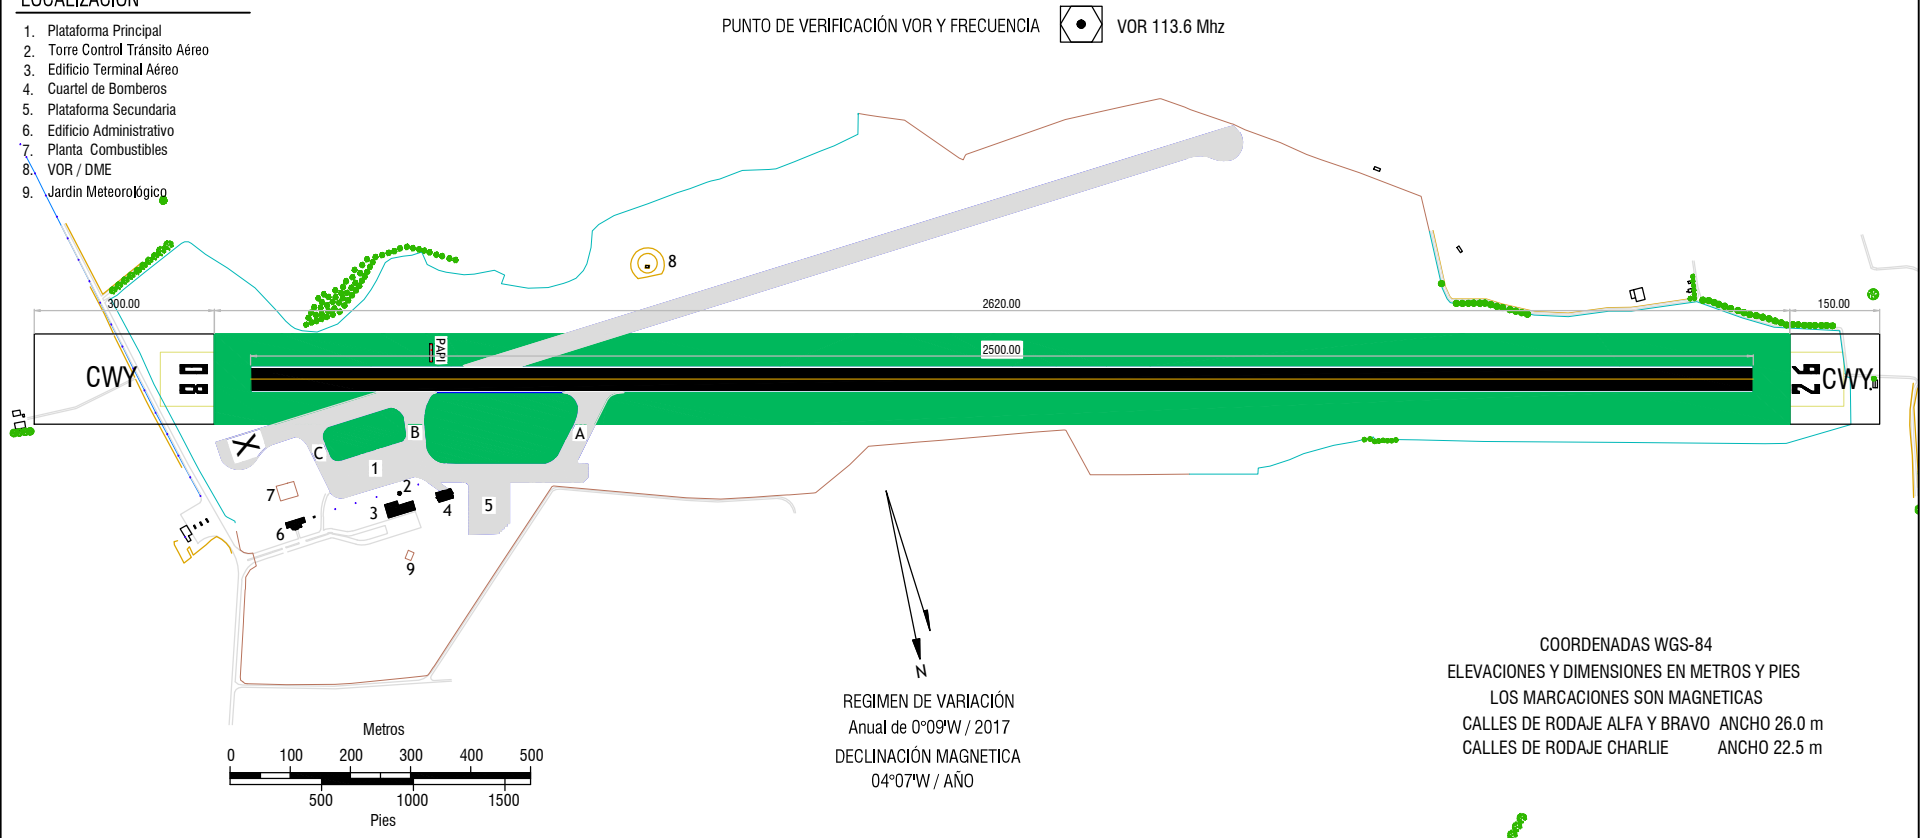 LOCALIZACIÓN
1. Plataforma Principal
2. Torre Control Tránsito Aéreo
3. Edificio Terminal Aéreo
4. Cuartel de Bomberos
5. Plataforma Secundaria
6. Edificio Administrativo
7. Planta Combustibles
8. VOR / DME
9. Jardin Meteorológico
PUNTO DE VERIFICACIÓN VOR Y FRECUENCIA
VOR 113.6 Mhz
8
300.00
2620.00
150.00
PAPI
2500.00
CWY
08
26
CWY
X
C
B
A
1
2
3
4
5
6
7
9
N
REGIMEN DE VARIACIÓN
Anual de 0°09'W / 2017
DECLINACIÓN MAGNETICA
04°07'W / AÑO
Metros
0 100 200 300 400 500
500 1000 1500
Pies
COORDENADAS WGS-84
ELEVACIONES Y DIMENSIONES EN METROS Y PIES
LOS MARCACIONES SON MAGNETICAS
CALLES DE RODAJE ALFA Y BRAVO ANCHO 26.0 m
CALLES DE RODAJE CHARLIE ANCHO 22.5 m